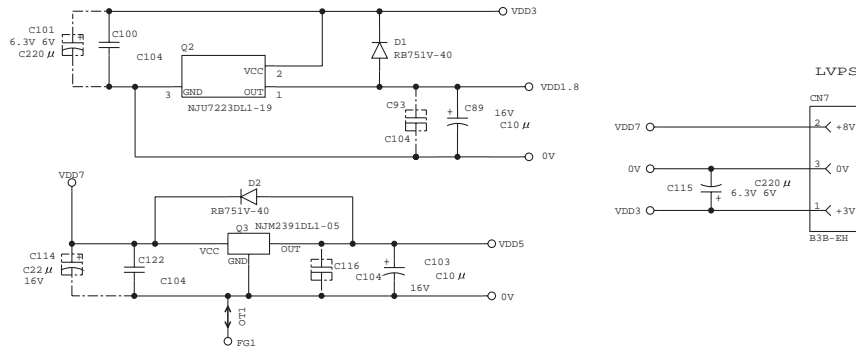 C101
6.3V 6V
C220μ
+
C100
C104
Q2
VCC
2
3
GND
OUT
1
NJU7223DL1-19
D1
RB751V-40
VDD3
VDD1.8
C93
C104
+
C89
16V
C10μ
0V
LVPS
CN7
VDD7
2
+8V
0V
3
0V
C115
C220μ
6.3V 6V
+
VDD3
1
+3V
B3B-EH
VDD7
D2
RB751V-40
Q3
NJM2391DL1-05
VCC
OUT
GND
VDD5
C114
+
C22μ
16V
C122
C104
C116
C104
+
C103
C10μ
16V
0V
OT1
FG1